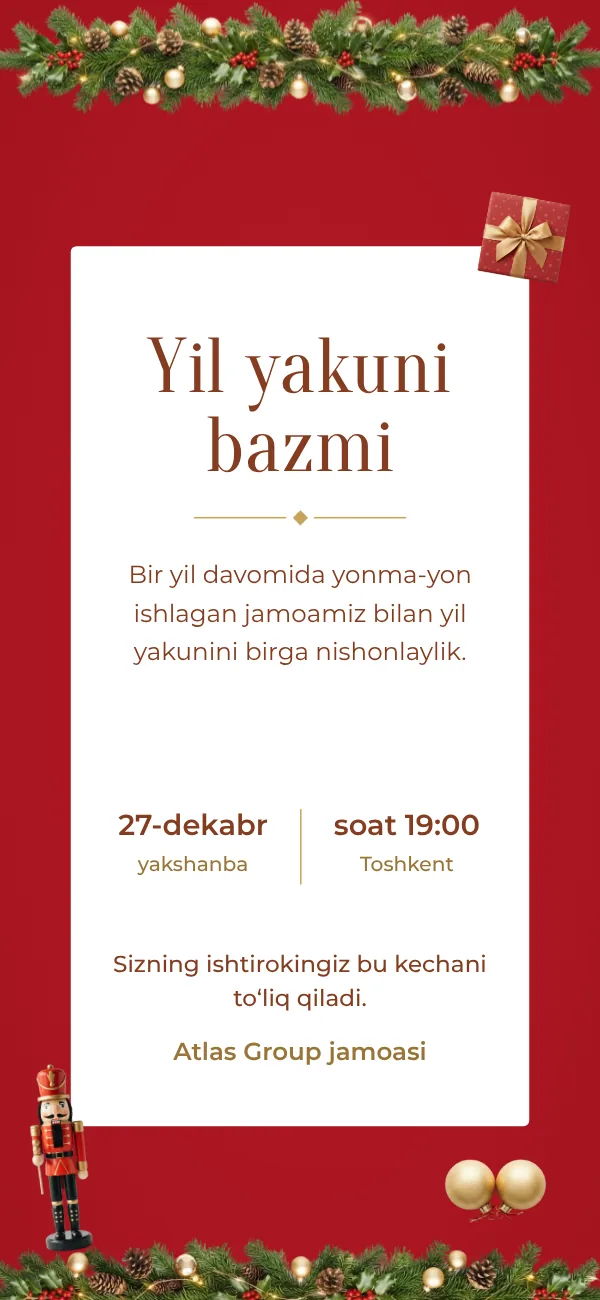 Yil yakuni
bazmi
Bir yil davomida yonma-yon
ishlagan jamoamiz bilan yil
yakunini birga nishonlaylik.
27-dekabr
yakshanba
soat 19:00
Toshkent
Sizning ishtirokingiz bu kechani
to‘liq qiladi.
Atlas Group jamoasi